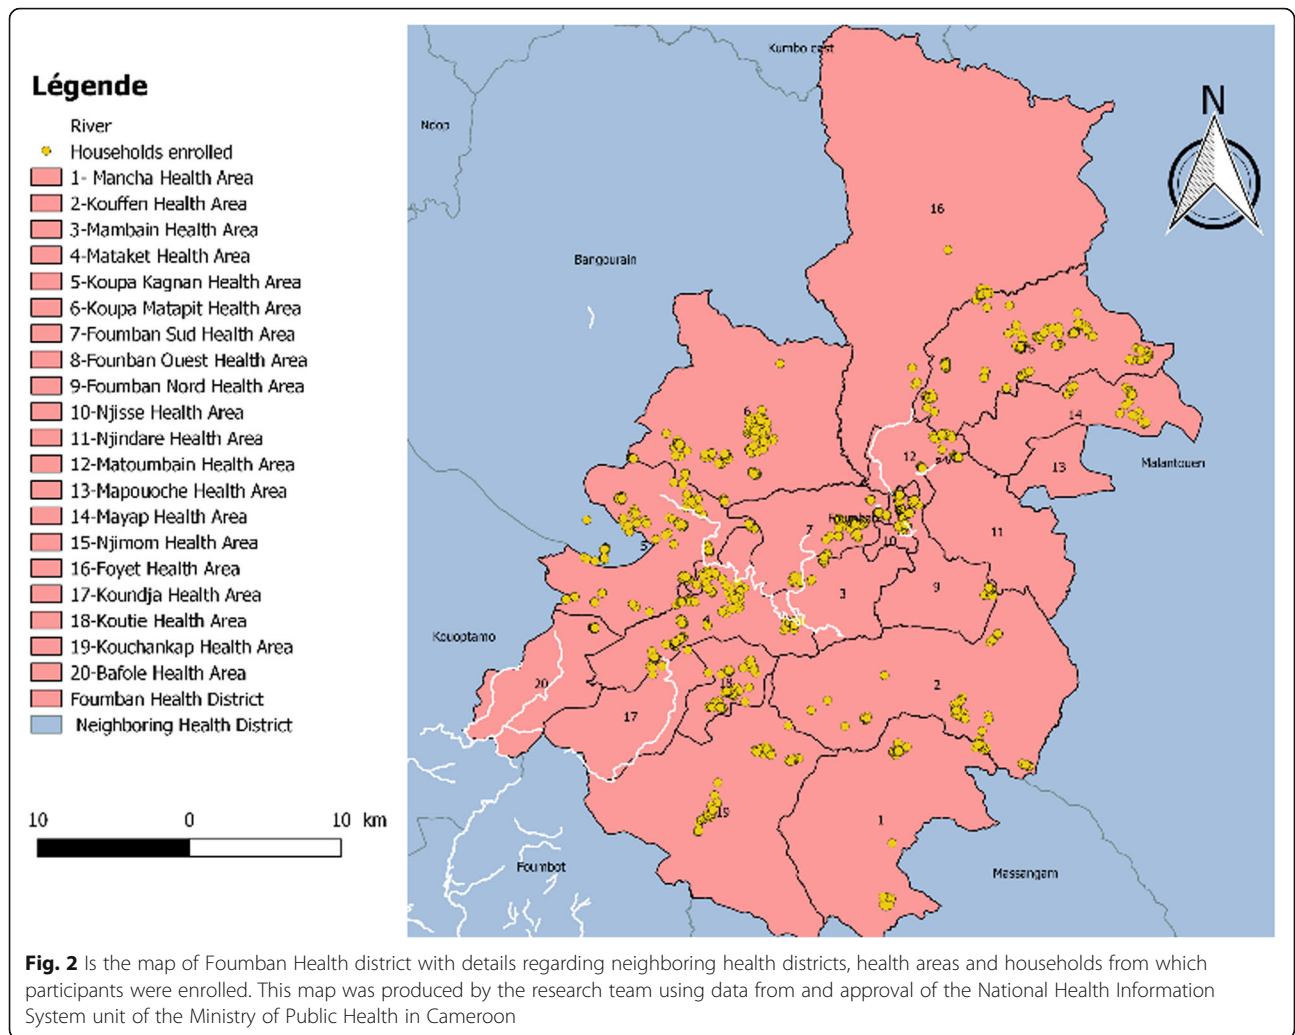 Légende
River
Households enrolled
1- Mancha Health Area
2-Kouffen Health Area
3-Mambain Health Area
4-Mataket Health Area
5-Koupa Kagnan Health Area
6-Koupa Matapit Health Area
7-Foumban Sud Health Area
8-Founban Ouest Health Area
9-Foumban Nord Health Area
10-Njisse Health Area
11-Njindare Health Area
12-Matoumbain Health Area
13-Mapouoche Health Area
14-Mayap Health Area
15-Njimom Health Area
16-Foyet Health Area
17-Koundja Health Area
18-Koutie Health Area
19-Kouchankap Health Area
20-Bafole Health Area
Foumban Health District
Neighboring Health District
10 0 10 km
Kumbo east
N
Ndop
16
Bangourain
6
14
12
13
Malantouen
7
Foumban
11
10
5
9
3
4
Kouoptamo
20
18
2
17
19
1
Foumbot
Massangam
Fig. 2 Is the map of Foumban Health district with details regarding neighboring health districts, health areas and households from which
participants were enrolled. This map was produced by the research team using data from and approval of the National Health Information
System unit of the Ministry of Public Health in Cameroon